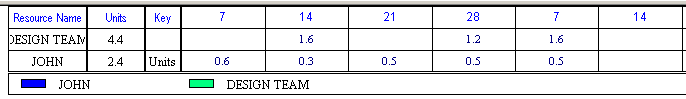 Resource Name Units Key 7 14 21 28 7 14
DESIGN TEAM 4.4 1.6 1.2 1.6
JOHN 2.4 Units 0.6 0.3 0.5 0.5 0.5
JOHN DESIGN TEAM